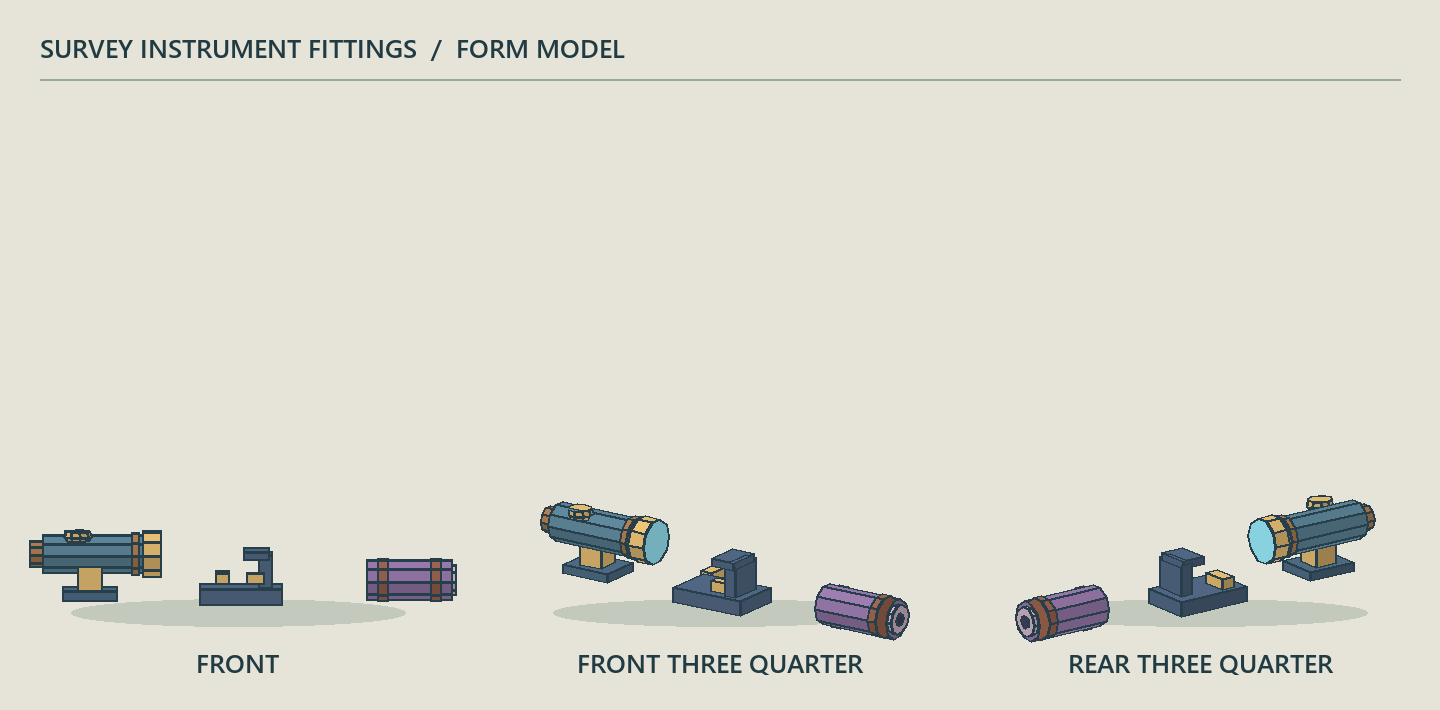 SURVEY INSTRUMENT FITTINGS / FORM MODEL
FRONT
FRONT THREE QUARTER
REAR THREE QUARTER